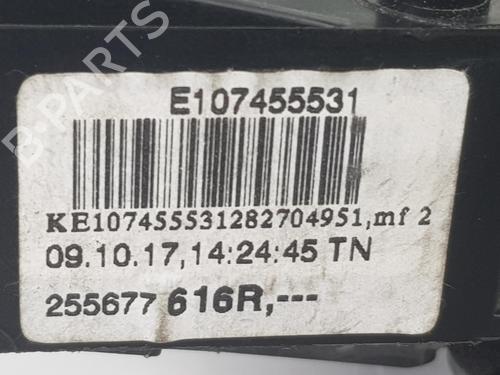 B-PARTS
E107455531
KE107455531282704951,mf 2
09.10.17,14:24:45 TN
255677 616R,---